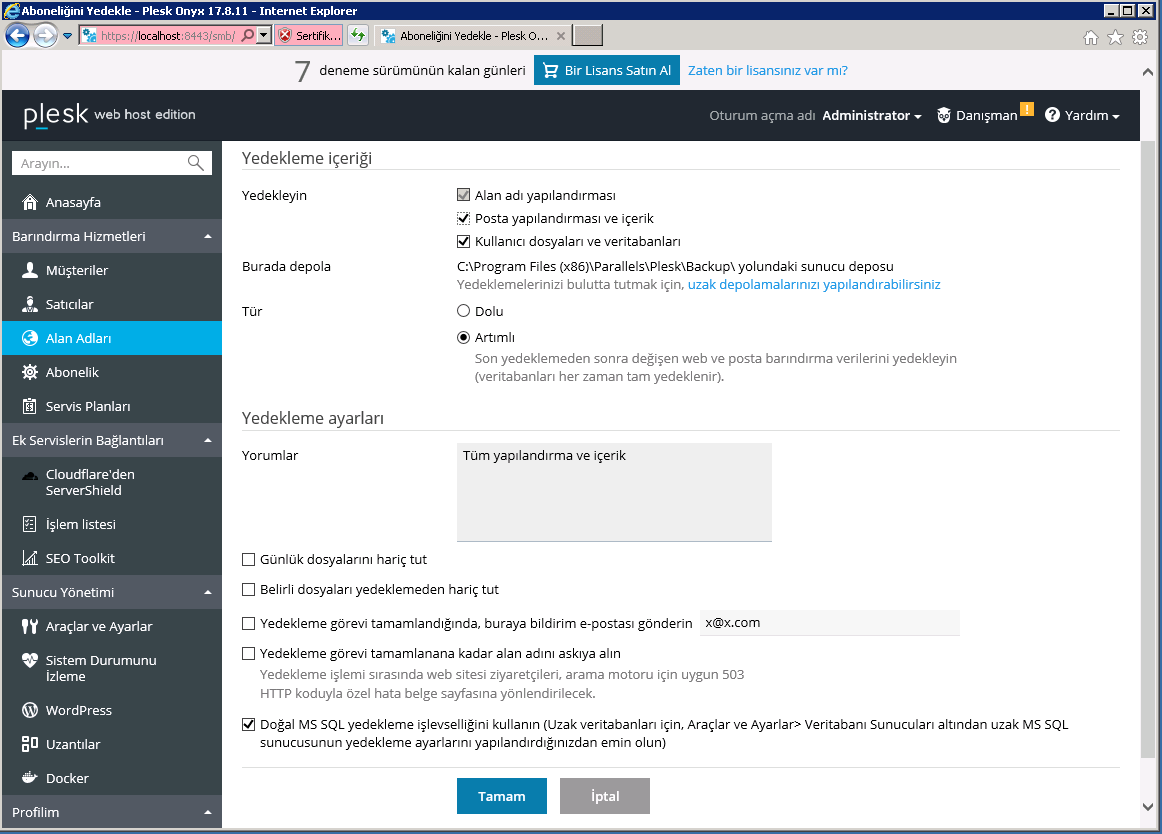 Aboneliğini Yedekle - Plesk Onyx 17.8.11 - Internet Explorer
https://localhost:8443/smb/
Sertifik...
Aboneliğini Yedekle - Plesk O...
7 deneme sürümünün kalan günleri
Bir Lisans Satın Al
Zaten bir lisansınız var mı?
plesk web host edition
Oturum açma adı Administrator
Danışman
Yardım
Arayın...
Anasayfa
Barındırma Hizmetleri
Müşteriler
Satıcılar
Alan Adları
Abonelik
Servis Planları
Ek Servislerin Bağlantıları
Cloudflare'den
ServerShield
İşlem listesi
SEO Toolkit
Sunucu Yönetimi
Araçlar ve Ayarlar
Sistem Durumunu
İzleme
WordPress
Uzantılar
Docker
Profilim
Yedekleme içeriği
Yedekleyin
Alan adı yapılandırması
Posta yapılandırması ve içerik
Kullanıcı dosyaları ve veritabanları
Burada depola
C:\Program Files (x86)\Parallels\Plesk\Backup\ yolundaki sunucu deposu
Yedeklemelerinizi bulutta tutmak için, uzak depolamalarınızı yapılandırabilirsiniz
Tür
Dolu
Artımlı
Son yedeklemeden sonra değişen web ve posta barındırma verilerini yedekleyin
(veritabanları her zaman tam yedeklenir).
Yedekleme ayarları
Yorumlar
Tüm yapılandırma ve içerik
Günlük dosyalarını hariç tut
Belirli dosyaları yedeklemeden hariç tut
Yedekleme görevi tamamlandığında, buraya bildirim e-postası gönderin
x@x.com
Yedekleme görevi tamamlanana kadar alan adını askıya alın
Yedekleme işlemi sırasında web sitesi ziyaretçileri, arama motoru için uygun 503
HTTP koduyla özel hata belge sayfasına yönlendirilecek.
Doğal MS SQL yedekleme işlevselliğini kullanın (Uzak veritabanları için, Araçlar ve Ayarlar> Veritabanı Sunucuları altından uzak MS SQL
sunucusunun yedekleme ayarlarını yapılandırdığınızdan emin olun)
Tamam
İptal